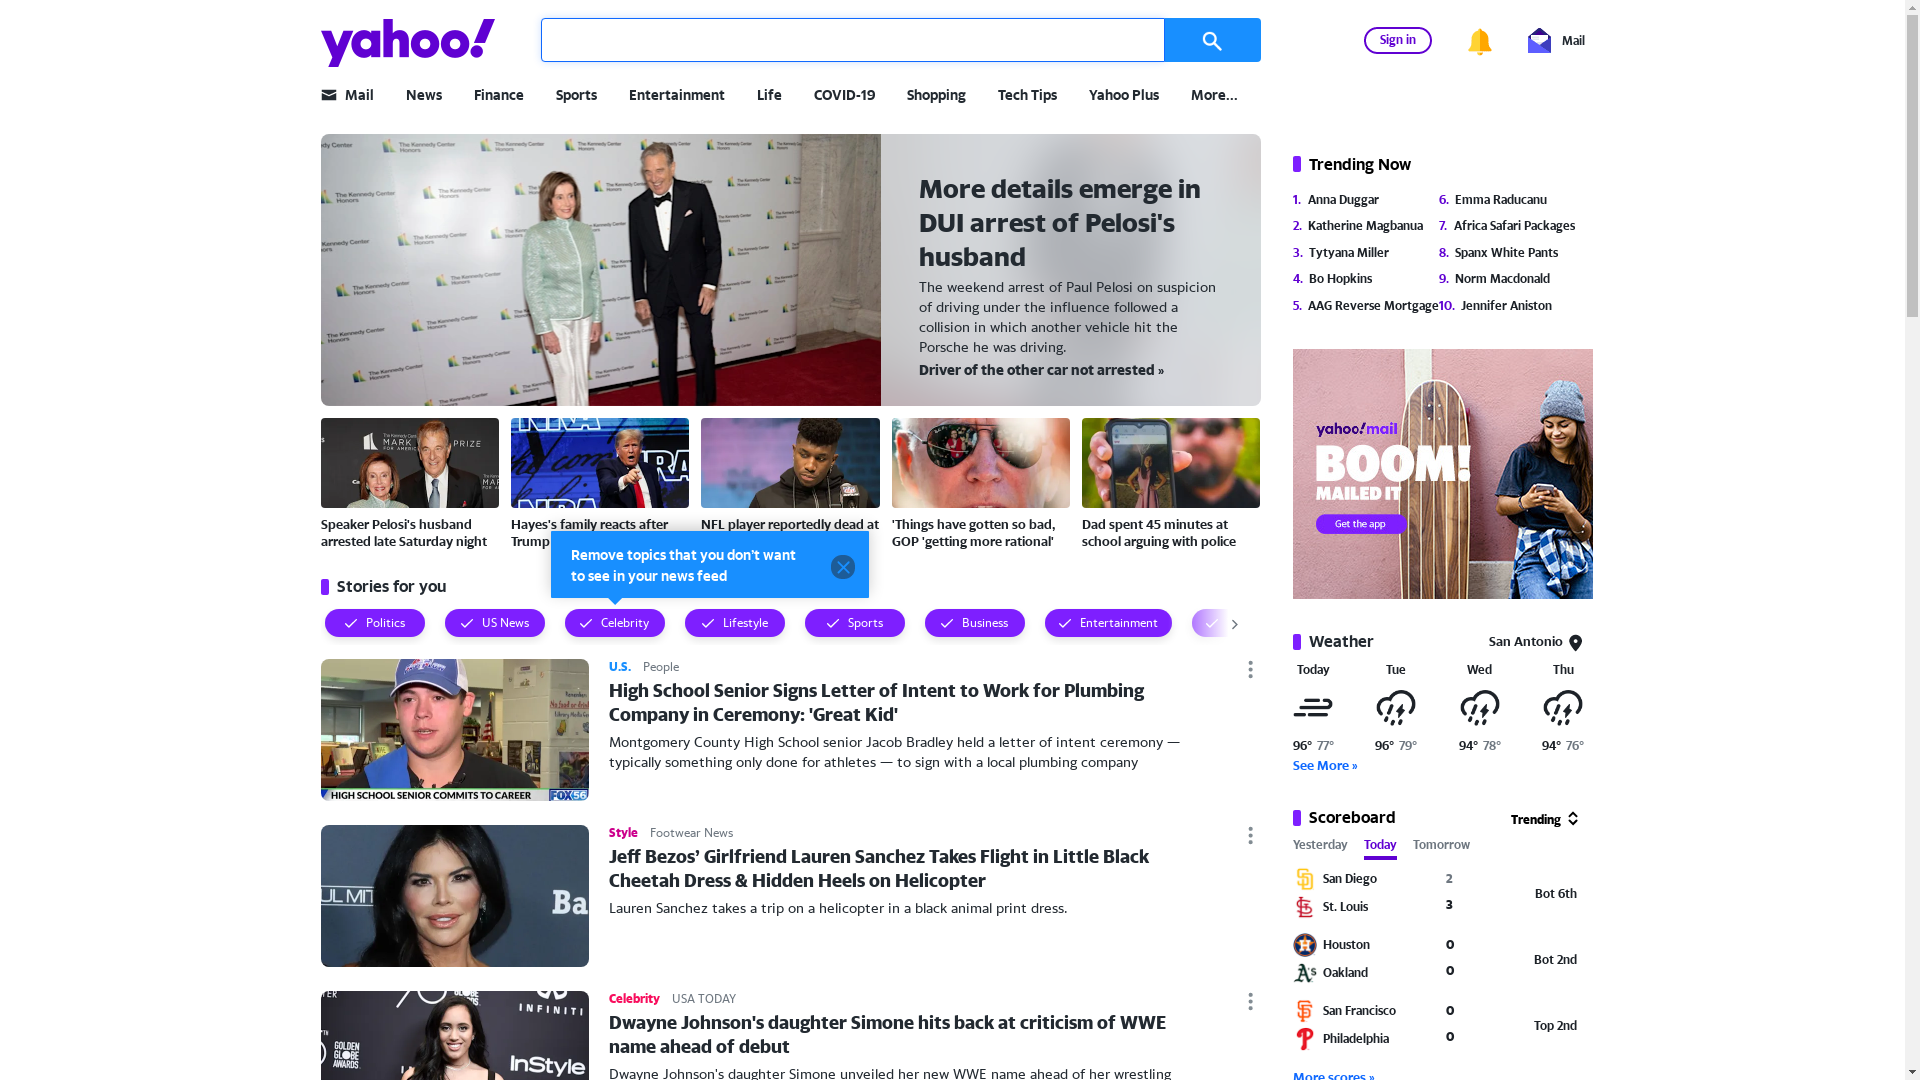 yahoo!
Sign in
Mail
Mail
News
Finance
Sports
Entertainment
Life
COVID-19
Shopping
Tech Tips
Yahoo Plus
More...
More details emerge in
DUI arrest of Pelosi's
husband
The weekend arrest of Paul Pelosi on suspicion
of driving under the influence followed a
collision in which another vehicle hit the
Porsche he was driving.
Driver of the other car not arrested »
Speaker Pelosi's husband
arrested late Saturday night
Hayes's family reacts after
Trump
NFL player reportedly dead at
'Things have gotten so bad,
GOP 'getting more rational'
Dad spent 45 minutes at
school arguing with police
Remove topics that you don't want
to see in your news feed
Stories for you
Politics
US News
Celebrity
Lifestyle
Sports
Business
Entertainment
U.S.
People
High School Senior Signs Letter of Intent to Work for Plumbing
Company in Ceremony: 'Great Kid'
Montgomery County High School senior Jacob Bradley held a letter of intent ceremony —
typically something only done for athletes — to sign with a local plumbing company
HIGH SCHOOL SENIOR COMMITS TO CAREER
FOX56
Style
Footwear News
Jeff Bezos’ Girlfriend Lauren Sanchez Takes Flight in Little Black
Cheetah Dress & Hidden Heels on Helicopter
Lauren Sanchez takes a trip on a helicopter in a black animal print dress.
Celebrity
USA TODAY
Dwayne Johnson's daughter Simone hits back at criticism of WWE
name ahead of debut
Dwayne Johnson's daughter Simone unveiled her new WWE name ahead of her wrestling
INFINITI
GOLDEN
GLOBE
AWARDS
InStyle
Trending Now
1. Anna Duggar
2. Katherine Magbanua
3. Tytyana Miller
4. Bo Hopkins
5. AAG Reverse Mortgage
6. Emma Raducanu
7. Africa Safari Packages
8. Spanx White Pants
9. Norm Macdonald
10. Jennifer Aniston
yahoo!mail
BOOM!
MAILED IT
Get the app
Weather
San Antonio
Today
Tue
Wed
Thu
96° 77°
96° 79°
94° 78°
94° 76°
See More »
Scoreboard
Trending
Yesterday
Today
Tomorrow
San Diego 2
St. Louis 3
Bot 6th
Houston 0
Oakland 0
Bot 2nd
San Francisco 0
Philadelphia 0
Top 2nd
More scores »